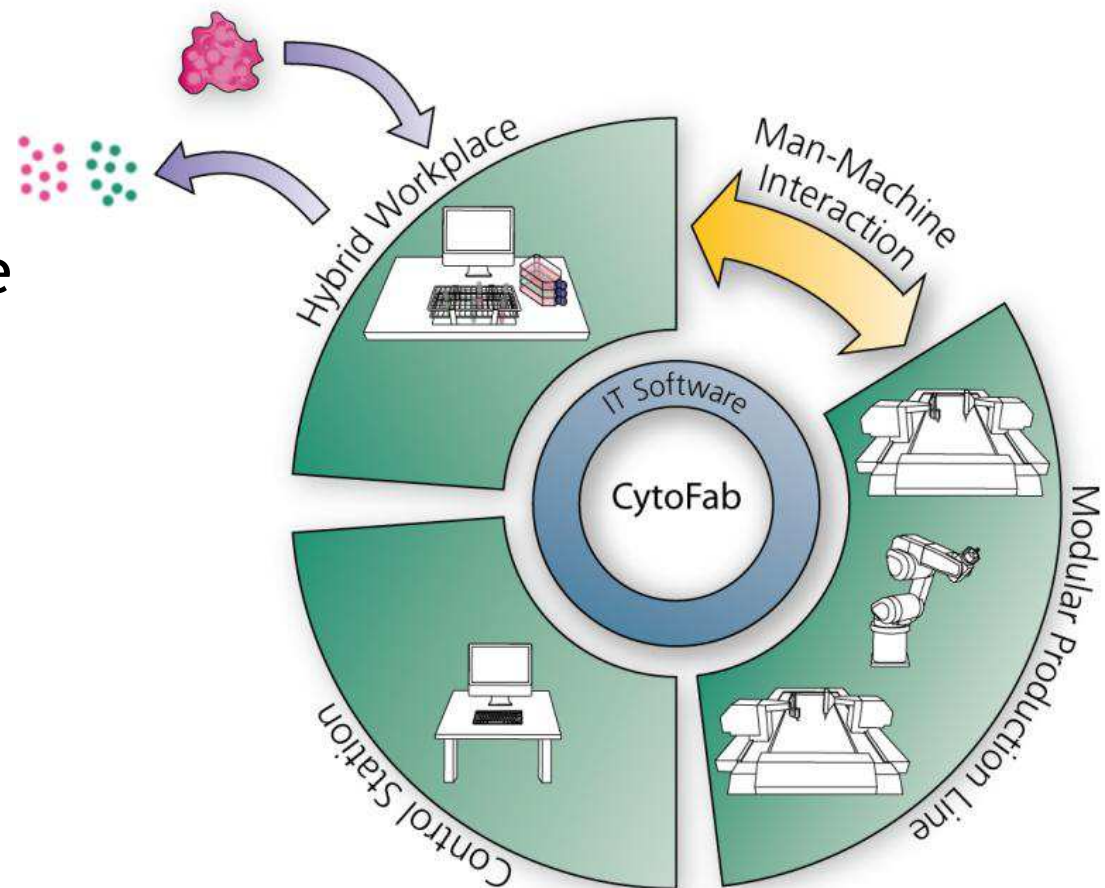 Hybrid Workplace
Man-Machine
Interaction
e
IT Software
CytoFab
Modular Production Line
Control Station